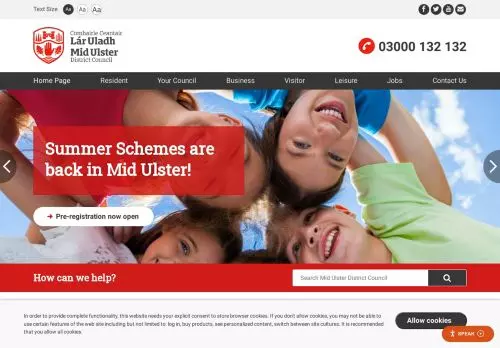 Text Size
Aa
Aa
Aa
Comhairle Ceantair
Lár Uladh
Mid Ulster
District Council
03000 132 132
Home Page
Resident
Your Council
Business
Visitor
Leisure
Jobs
Contact Us
Summer Schemes are
back in Mid Ulster!
Pre-registration now open
How can we help?
Search Mid Ulster District Council
In order to provide complete functionality, this website needs your explicit consent to store browser cookies. If you don't allow cookies, you may not be able to
use certain features of the web site including but not limited to: log in, buy products, see personalized content, switch between site cultures. It is recommended
that you allow all cookies.
Allow cookies
SPEAK